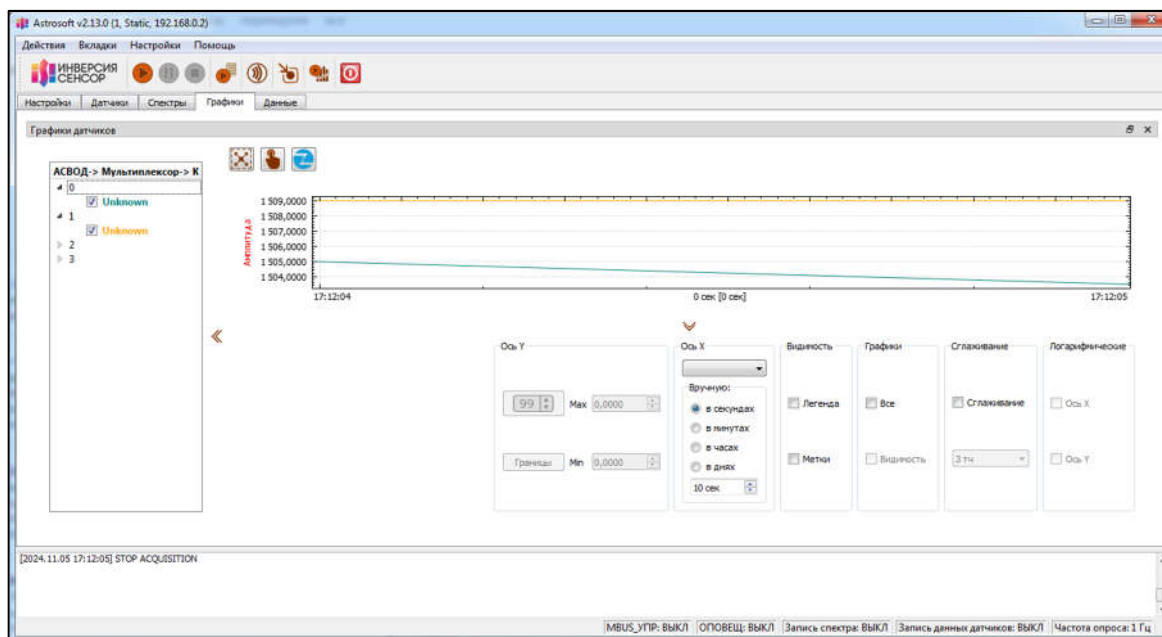 Astrosoft v2.13.0 (1, Static, 192.168.0.2)
Действия Вкладки Настройки Помощь
ИНВЕРСИЯ
СЕНСОР
Настройки Датчики Спектры Графики Данные
Графики датчиков
АСВОД-> Мультиплексор-> К
0
Unknown
1
Unknown
2
3
Амплитуда
1 509,0000
1 508,0000
1 507,0000
1 506,0000
1 505,0000
1 504,0000
17:12:04 0 сек [0 сек] 17:12:05
Ось Y Ось X Видимость Графики Сглаживание Логарифмические
Вручную:
99 Max 0,0000 в секундах Легенда Все Сглаживание Ось X
в минутах
в часах
Границы Min 0,0000 в днях Метки Видимость 3 тч Ось Y
10 сек
[2024.11.05 17:12:05] STOP ACQUISITION
MBUS_УПР: ВЫКЛ ОПОВЕЩ: ВЫКЛ Запись спектра: ВЫКЛ Запись данных датчиков: ВЫКЛ Частота опроса: 1 Гц